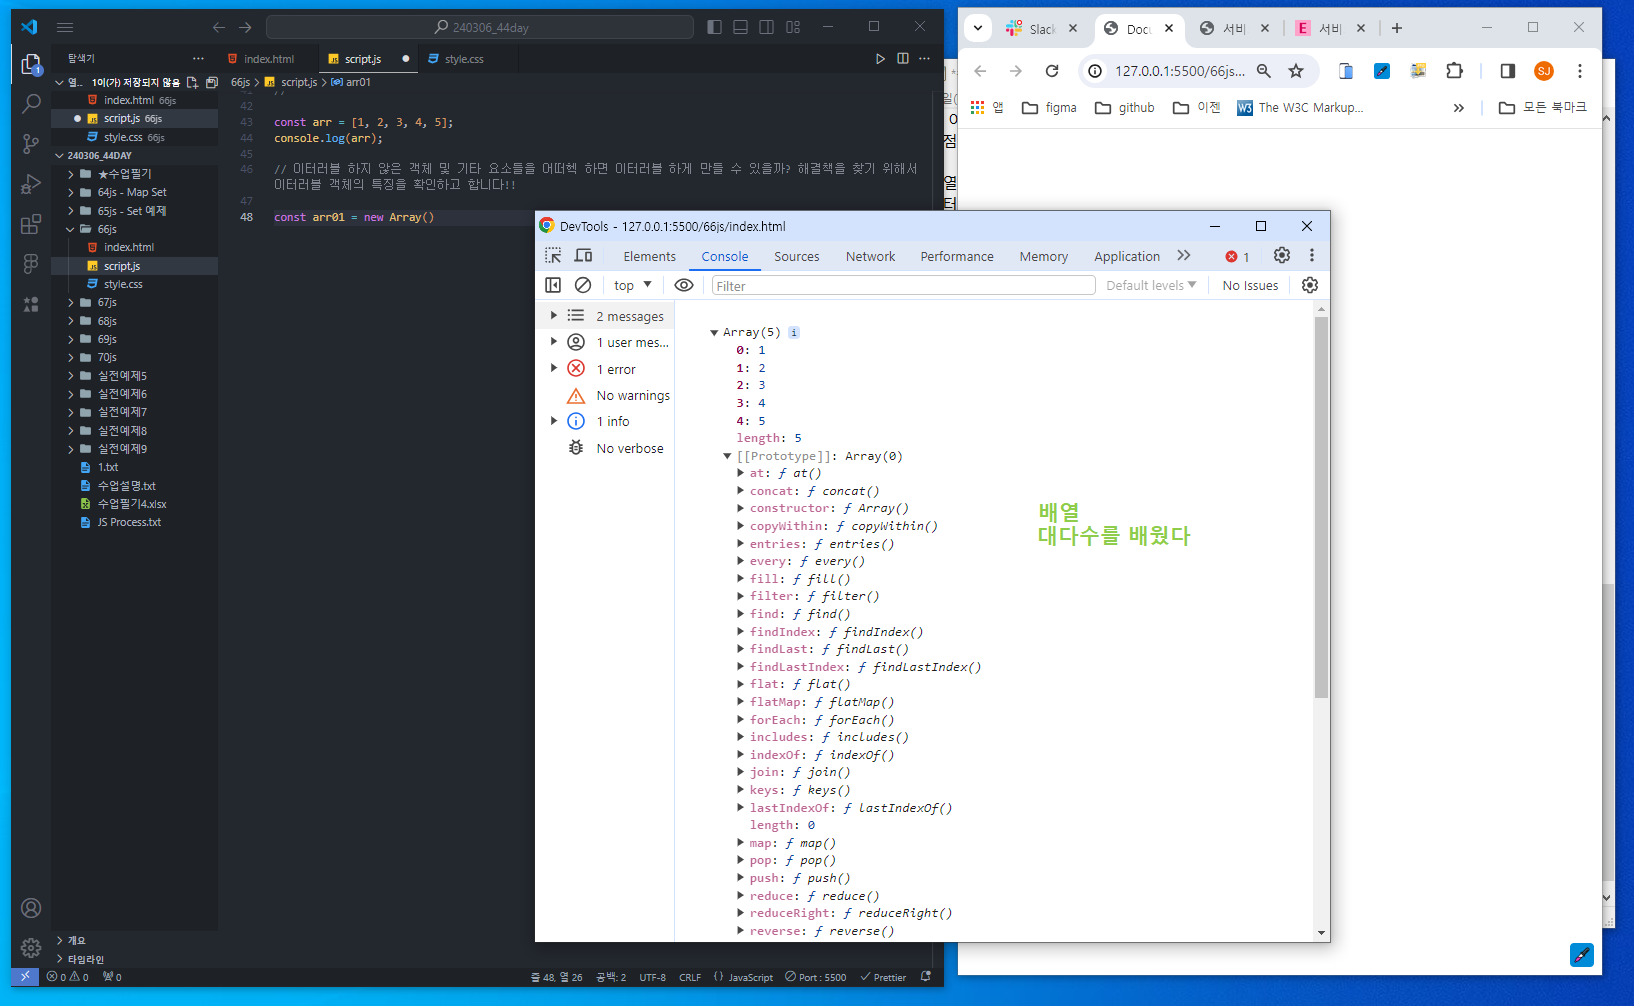 240306_44day
탐색기
index.html
script.js
style.css
열...
1이(가) 저장되지 않음
index.html 66js
script.js 66js
style.css 66js
240306_44DAY
★수업필기
64js - Map Set
65js - Set 예제
66js
index.html
script.js
style.css
67js
68js
69js
70js
실전예제5
실전예제6
실전예제7
실전예제8
실전예제9
1.txt
수업설명.txt
수업필기4.xlsx
JS Process.txt
개요
타임라인
66js > script.js > arr01
41 //
42
43 const arr = [1, 2, 3, 4, 5];
44 console.log(arr);
45
46 // 이터러블 하지 않은 객체 및 기타 요소들을 어떠헥 하면 이터러블 하게 만들 수 있을까? 해결책을 찾기 위해서
이터러블 객체의 특징을 확인하고 합니다!!
47
48 const arr01 = new Array()
0 0 0
줄 48, 열 26 공백: 2 UTF-8 CRLF {} JavaScript Port : 5500 Prettier
Slack
Docu
서비
E 서비
127.0.0.1:5500/66js...
SJ
앱 figma github 이젠 W3 The W3C Markup... » 모든 북마크
점
열
터
DevTools - 127.0.0.1:5500/66js/index.html
Elements Console Sources Network Performance Memory Application » 1
top ▼ Filter Default levels ▼ No Issues
2 messages
1 user mes...
1 error
No warnings
1 info
No verbose
Array(5) i
0: 1
1: 2
2: 3
3: 4
4: 5
length: 5
[[Prototype]]: Array(0)
at: ƒ at()
concat: ƒ concat()
constructor: ƒ Array()
copyWithin: ƒ copyWithin()
entries: ƒ entries()
every: ƒ every()
fill: ƒ fill()
filter: ƒ filter()
find: ƒ find()
findIndex: ƒ findIndex()
findLast: ƒ findLast()
findLastIndex: ƒ findLastIndex()
flat: ƒ flat()
flatMap: ƒ flatMap()
forEach: ƒ forEach()
includes: ƒ includes()
indexOf: ƒ indexOf()
join: ƒ join()
keys: ƒ keys()
lastIndexOf: ƒ lastIndexOf()
length: 0
map: ƒ map()
pop: ƒ pop()
push: ƒ push()
reduce: ƒ reduce()
reduceRight: ƒ reduceRight()
reverse: ƒ reverse()
배열
대다수를 배웠다